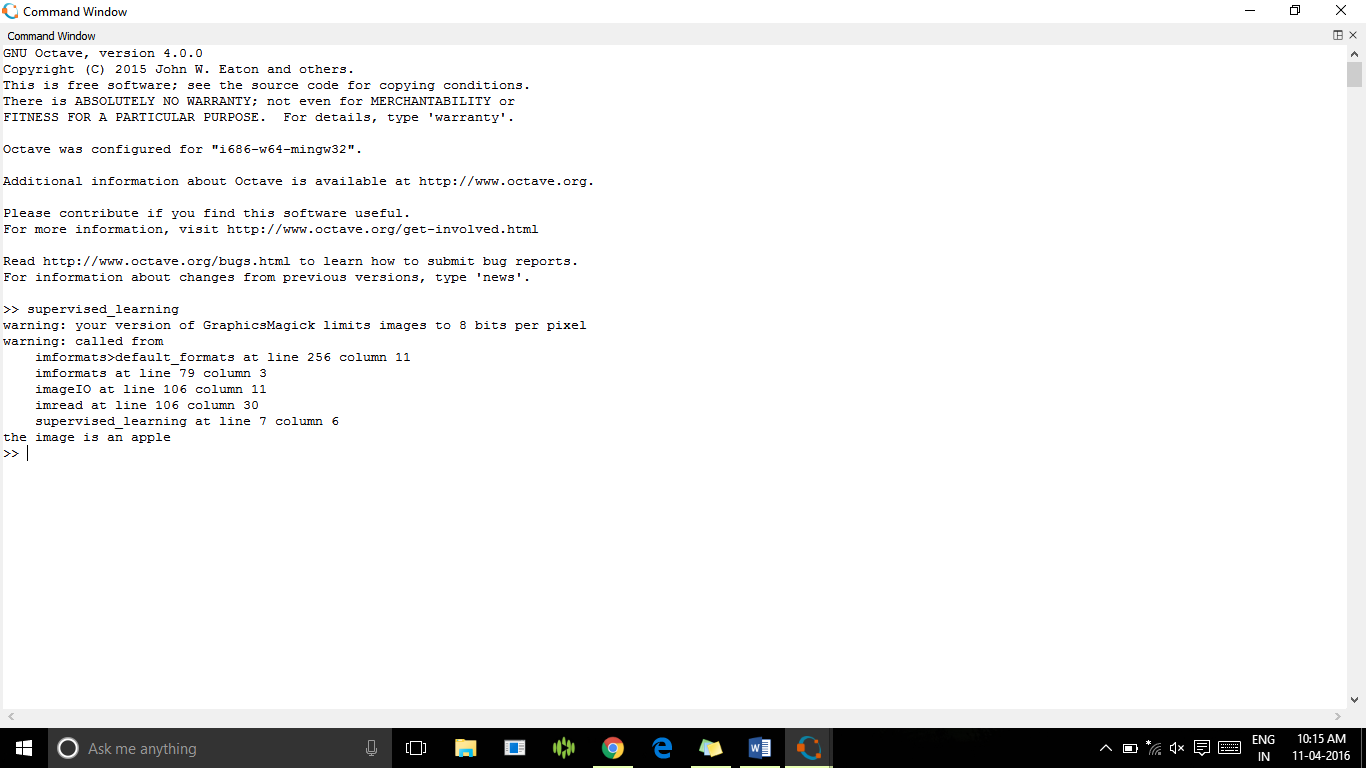 Command Window
Command Window
GNU Octave, version 4.0.0
Copyright (C) 2015 John W. Eaton and others.
This is free software; see the source code for copying conditions.
There is ABSOLUTELY NO WARRANTY; not even for MERCHANTABILITY or
FITNESS FOR A PARTICULAR PURPOSE.  For details, type 'warranty'.
Octave was configured for "i686-w64-mingw32".
Additional information about Octave is available at http://www.octave.org.
Please contribute if you find this software useful.
For more information, visit http://www.octave.org/get-involved.html
Read http://www.octave.org/bugs.html to learn how to submit bug reports.
For information about changes from previous versions, type 'news'.
>> supervised_learning
warning: your version of GraphicsMagick limits images to 8 bits per pixel
warning: called from
    imformats>default_formats at line 256 column 11
    imformats at line 79 column 3
    imageIO at line 106 column 11
    imread at line 106 column 30
    supervised_learning at line 7 column 6
the image is an apple
>>
Ask me anything
ENG
IN
10:15 AM
11-04-2016